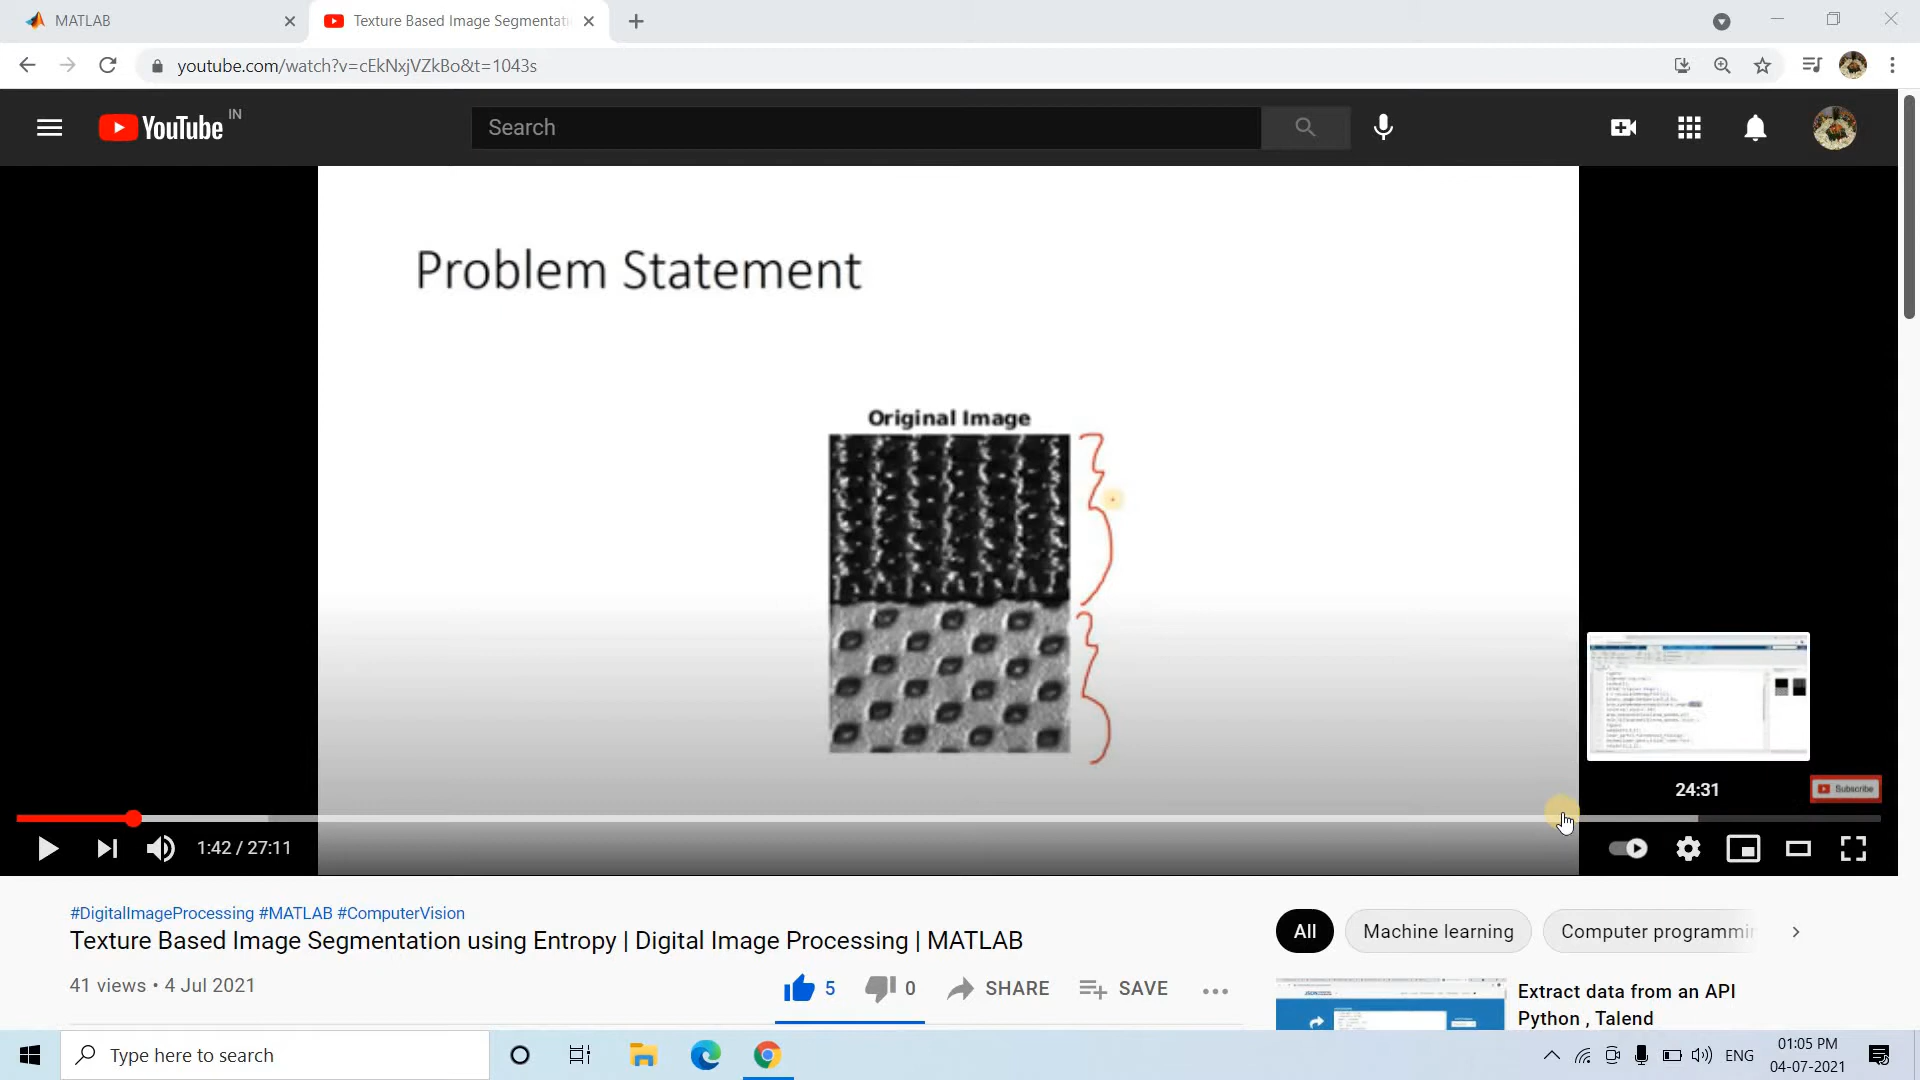 MATLAB
Texture Based Image Segmentati
youtube.com/watch?v=cEkNxjVZkBo&t=1043s
YouTube IN
Search
Problem Statement
Original Image
24:31
Subscribe
1:42 / 27:11
#DigitalImageProcessing #MATLAB #ComputerVision
Texture Based Image Segmentation using Entropy | Digital Image Processing | MATLAB
41 views • 4 Jul 2021
5
0
SHARE
SAVE
All
Machine learning
Computer programmin
Extract data from an API
Python , Talend
Type here to search
ENG
01:05 PM
04-07-2021